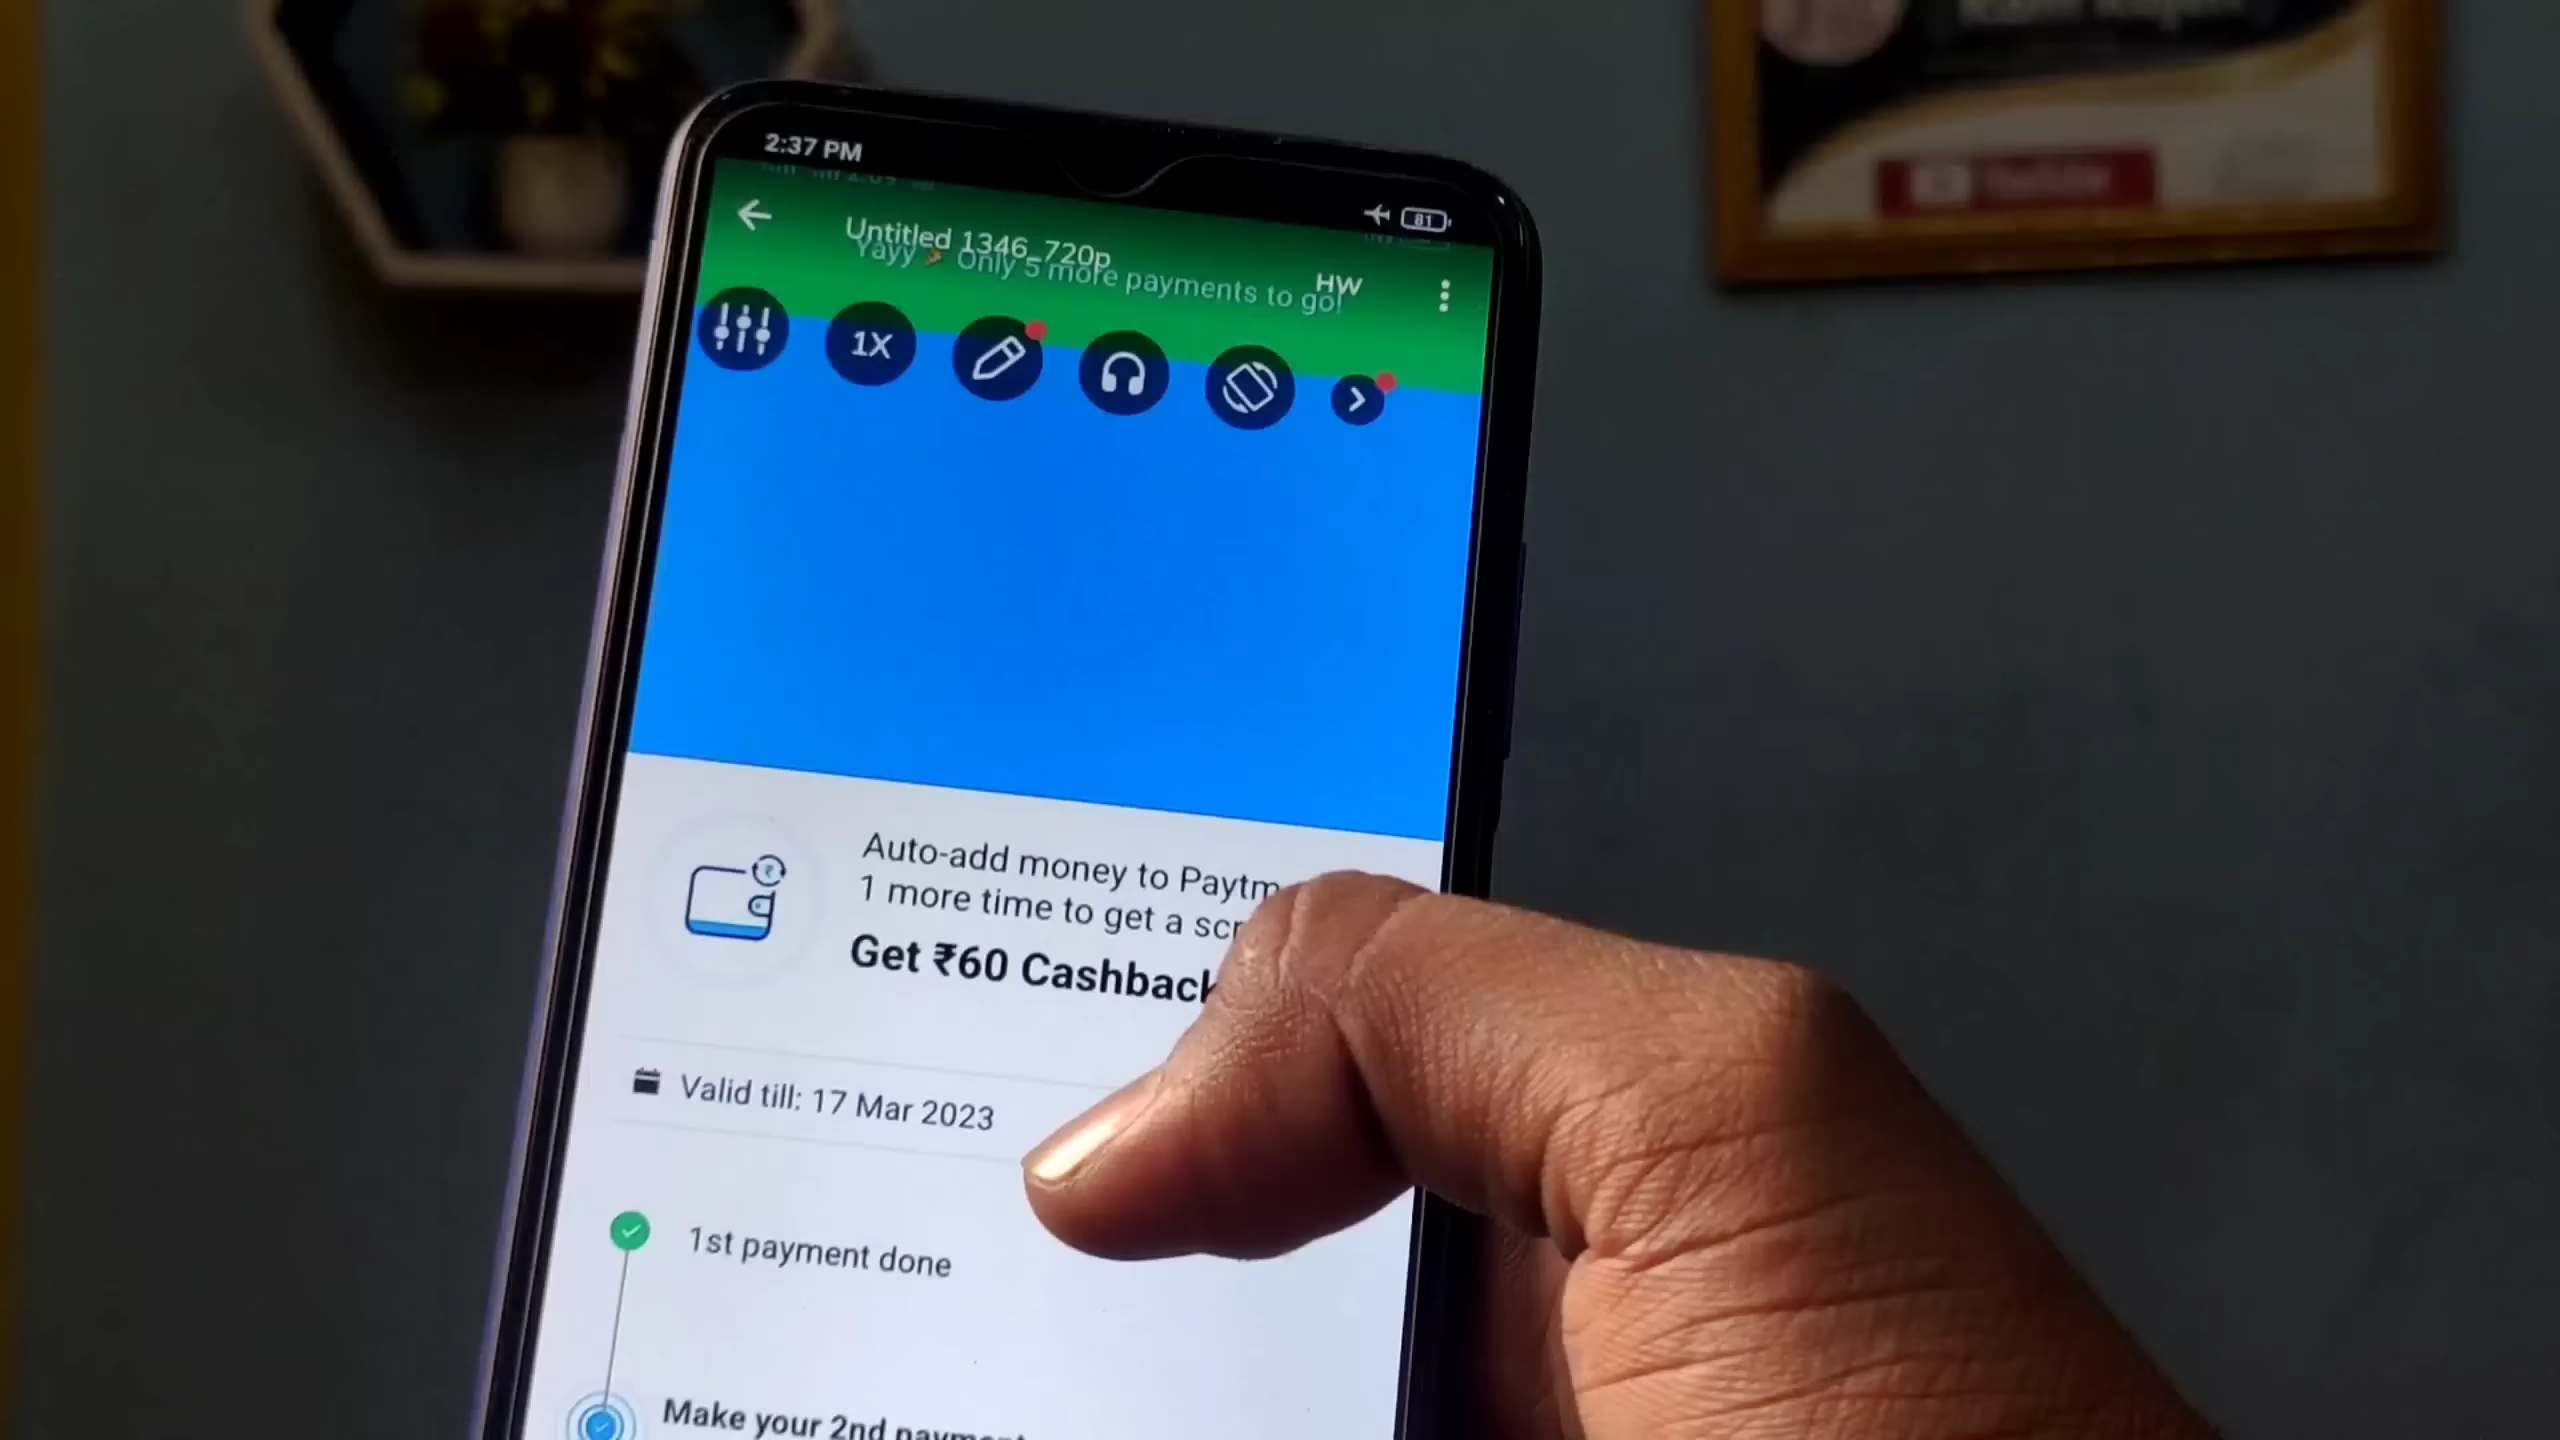 2:37 PM
81
Untitled 1346_720p
HW
Yayy 🎉 Only 5 more payments to go!
1X
Auto-add money to Paytm
1 more time to get a
Get ₹60 Cashback
Valid till: 17 Mar 2023
1st payment done
Make your 2nd payment
YouTube